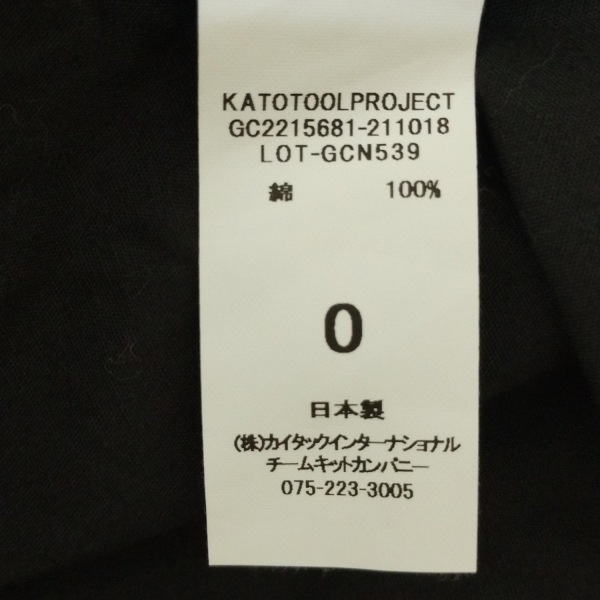 KATOTOOLPROJECT
GC2215681-211018
LOT-GCN539
綿 100%
0
日本製
(株)カイタックインターナショナル
チームキットカンパニー
075-223-3005